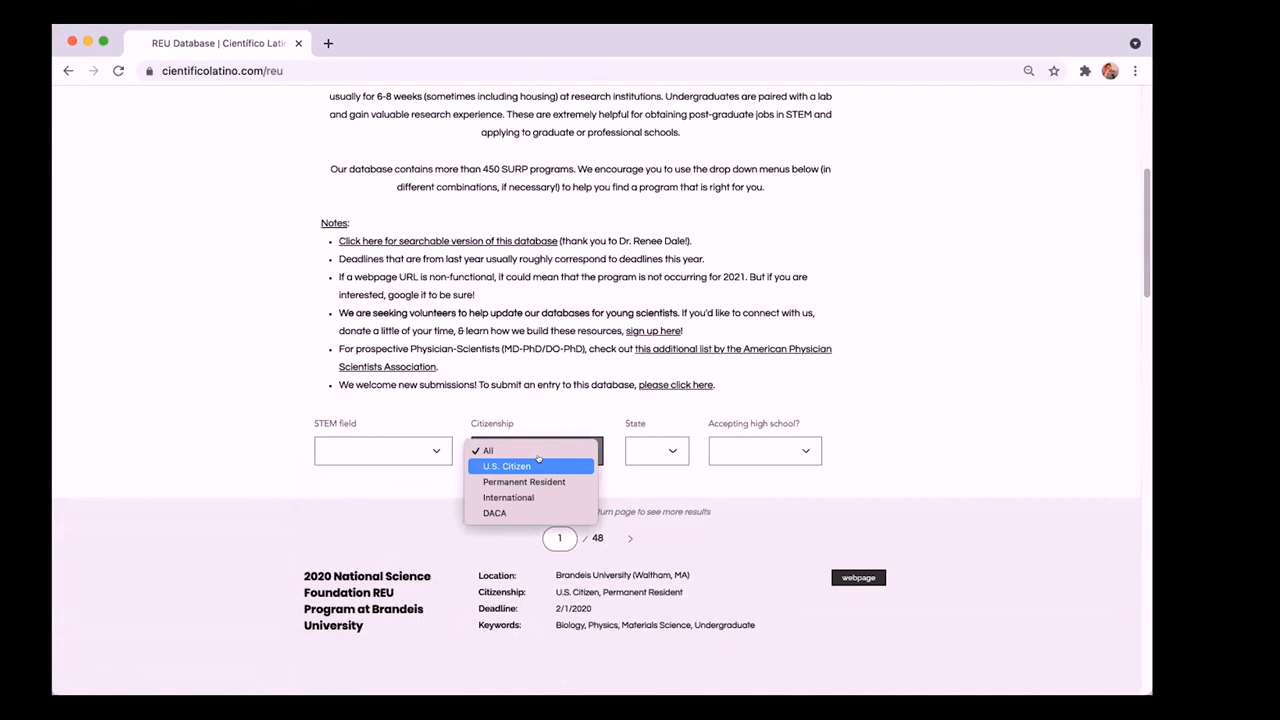 REU Database | Científico Lati
cientificolatino.com/reu
usually for 6-8 weeks (sometimes including housing) at research institutions. Undergraduates are paired with a lab
and gain valuable research experience. These are extremely helpful for obtaining post-graduate jobs in STEM and
applying to graduate or professional schools.
Our database contains more than 450 SURP programs. We encourage you to use the drop down menus below (in
different combinations, if necessary!) to help you find a program that is right for you.
Notes:
• Click here for searchable version of this database (thank you to Dr. Renee Dale!).
• Deadlines that are from last year usually roughly correspond to deadlines this year.
• If a webpage URL is non-functional, it could mean that the program is not occurring for 2021. But if you are
interested, google it to be sure!
• We are seeking volunteers to help update our databases for young scientists. If you'd like to connect with us,
donate a little of your time, & learn how we build these resources, sign up here!
• For prospective Physician-Scientists (MD-PhD/DO-PhD), check out this additional list by the American Physician
Scientists Association.
• We welcome new submissions! To submit an entry to this database, please click here.
STEM field
Citizenship
State
Accepting high school?
✓ All
U.S. Citizen
Permanent Resident
International
DACA
turn page to see more results
1 / 48
2020 National Science
Foundation REU
Program at Brandeis
University
Location: Brandeis University (Waltham, MA)
Citizenship: U.S. Citizen, Permanent Resident
Deadline: 2/1/2020
Keywords: Biology, Physics, Materials Science, Undergraduate
webpage